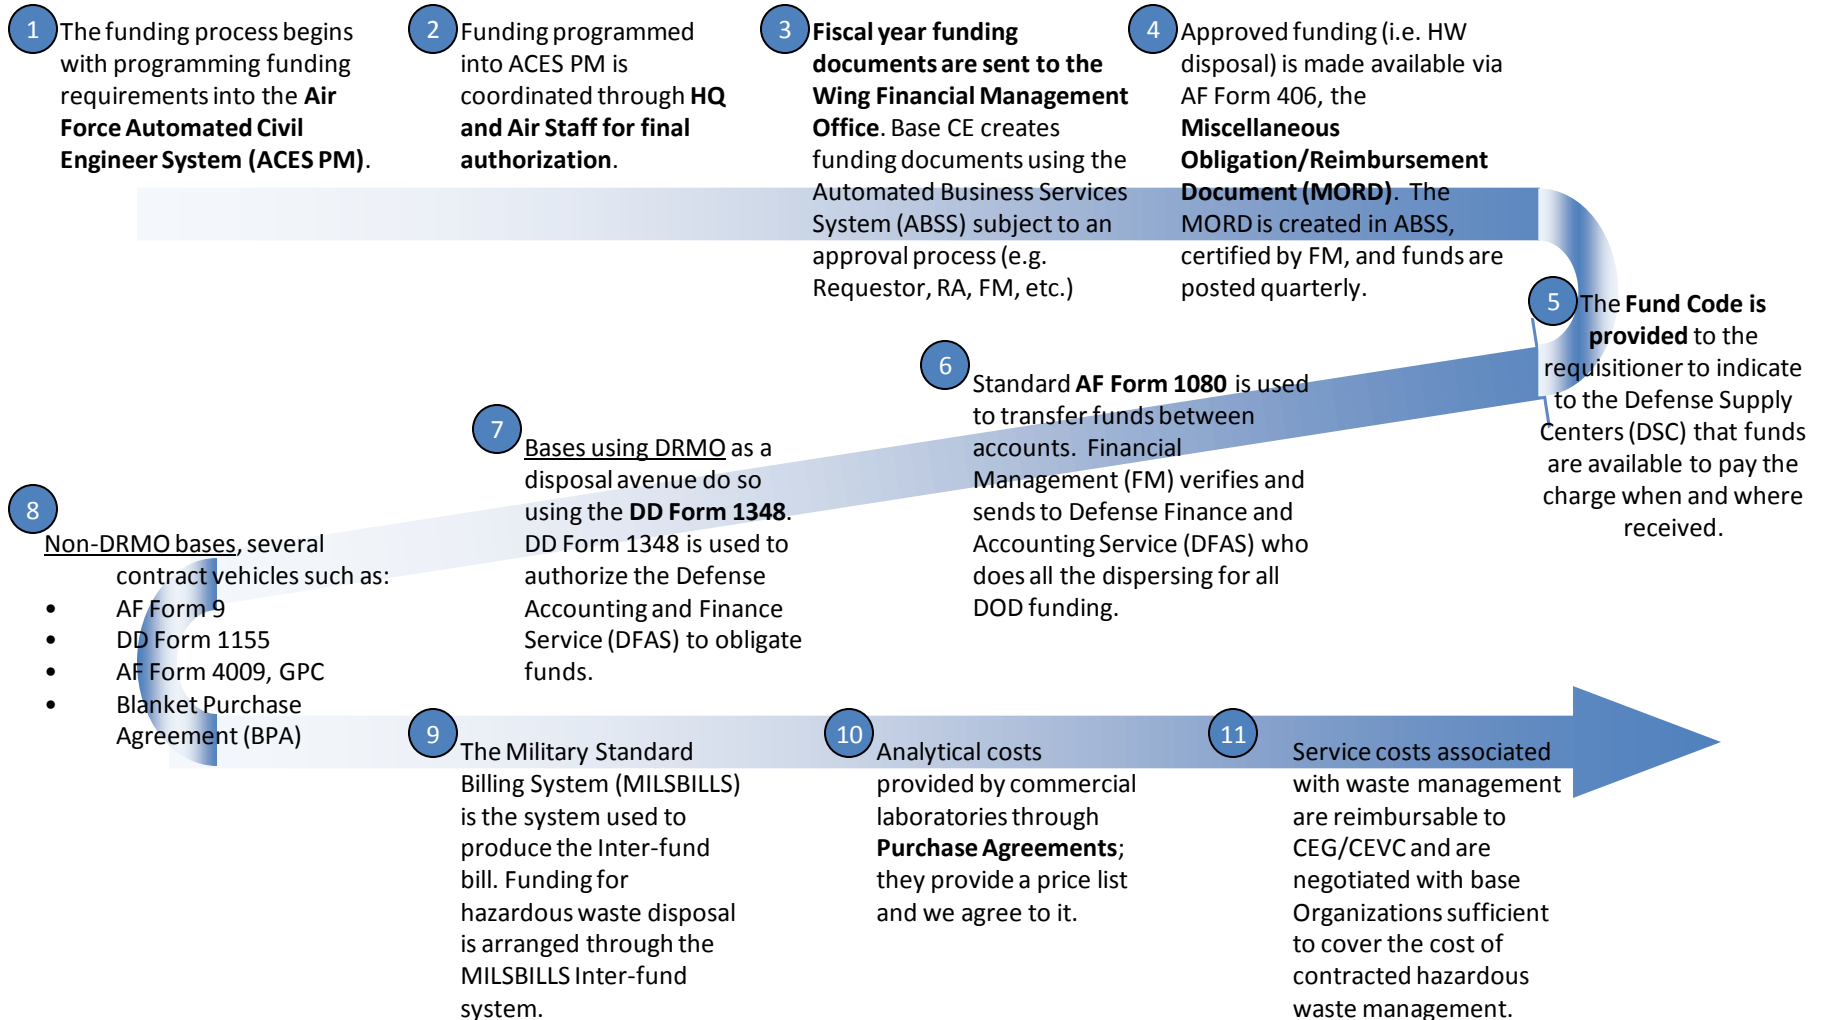 1
The funding process begins
with programming funding
requirements into the Air
Force Automated Civil
Engineer System (ACES PM).
2
Funding programmed
into ACES PM is
coordinated through HQ
and Air Staff for final
authorization.
3
Fiscal year funding
documents are sent to the
Wing Financial Management
Office. Base CE creates
funding documents using the
Automated Business Services
System (ABSS) subject to an
approval process (e.g.
Requestor, RA, FM, etc.)
4
Approved funding (i.e. HW
disposal) is made available via
AF Form 406, the
Miscellaneous
Obligation/Reimbursement
Document (MORD). The
MORD is created in ABSS,
certified by FM, and funds are
posted quarterly.
5
The Fund Code is
provided to the
requisitioner to indicate
to the Defense Supply
Centers (DSC) that funds
are available to pay the
charge when and where
received.
6
Standard AF Form 1080 is used
to transfer funds between
accounts. Financial
Management (FM) verifies and
sends to Defense Finance and
Accounting Service (DFAS) who
does all the dispersing for all
DOD funding.
7
Bases using DRMO as a
disposal avenue do so
using the DD Form 1348.
DD Form 1348 is used to
authorize the Defense
Accounting and Finance
Service (DFAS) to obligate
funds.
8
Non-DRMO bases, several
contract vehicles such as:
• AF Form 9
• DD Form 1155
• AF Form 4009, GPC
• Blanket Purchase
Agreement (BPA)
9
The Military Standard
Billing System (MILSBILLS)
is the system used to
produce the Inter-fund
bill. Funding for
hazardous waste disposal
is arranged through the
MILSBILLS Inter-fund
system.
10
Analytical costs
provided by commercial
laboratories through
Purchase Agreements;
they provide a price list
and we agree to it.
11
Service costs associated
with waste management
are reimbursable to
CEG/CEVC and are
negotiated with base
Organizations sufficient
to cover the cost of
contracted hazardous
waste management.